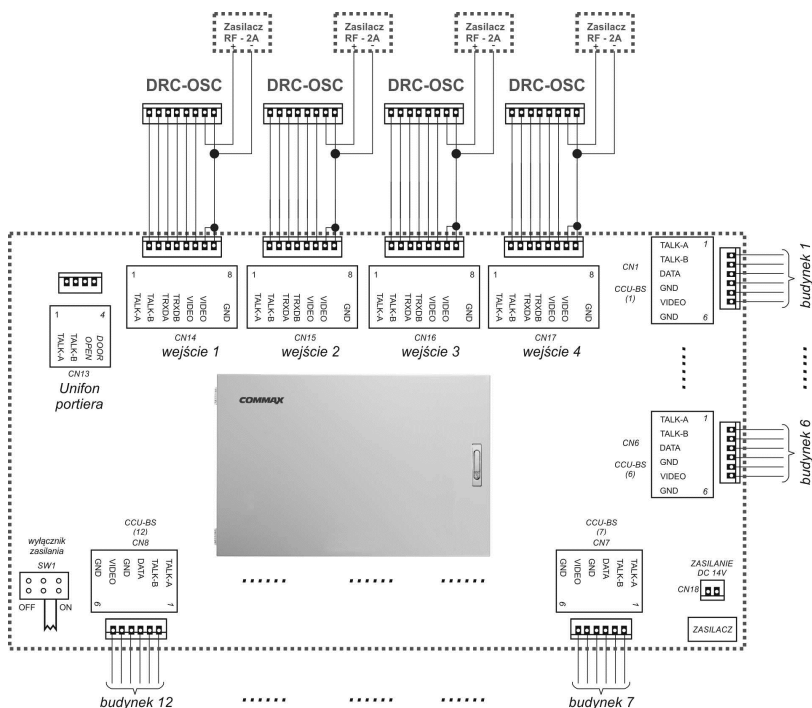 Zasilacz
RF - 2A
+ -
Zasilacz
RF - 2A
+ -
Zasilacz
RF - 2A
+ -
Zasilacz
RF - 2A
+ -
DRC-OSC
DRC-OSC
DRC-OSC
DRC-OSC
1 8
TALK-A
TALK-B
TRXDA
TRXDB
VIDEO
VIDEO
GND
CN14
wejście 1
1 8
TALK-A
TALK-B
TRXDA
TRXDB
VIDEO
VIDEO
GND
CN15
wejście 2
1 8
TALK-A
TALK-B
TRXDA
TRXDB
VIDEO
VIDEO
GND
CN16
wejście 3
1 8
TALK-A
TALK-B
TRXDA
TRXDB
VIDEO
VIDEO
GND
CN17
wejście 4
CN1
CCU-BS
(1)
TALK-A 1
TALK-B
DATA
GND
VIDEO
GND 6
budynek 1
1 4
TALK-A
TALK-B
OPEN
DOOR
CN13
Unifon
portiera
COMMAX
......
......
CN6
CCU-BS
(6)
TALK-A 1
TALK-B
DATA
GND
VIDEO
GND 6
budynek 6
wyłącznik
zasilania
SW1
OFF ON
CCU-BS
(12)
CN8
GND
VIDEO
GND
DATA
TALK-B
TALK-A
6 1
budynek 12
...... ...... ......
CCU-BS
(7)
CN7
GND
VIDEO
GND
DATA
TALK-B
TALK-A
6 1
budynek 7
...... ...... ......
ZASILANIE
DC 14V
CN18
ZASILACZ